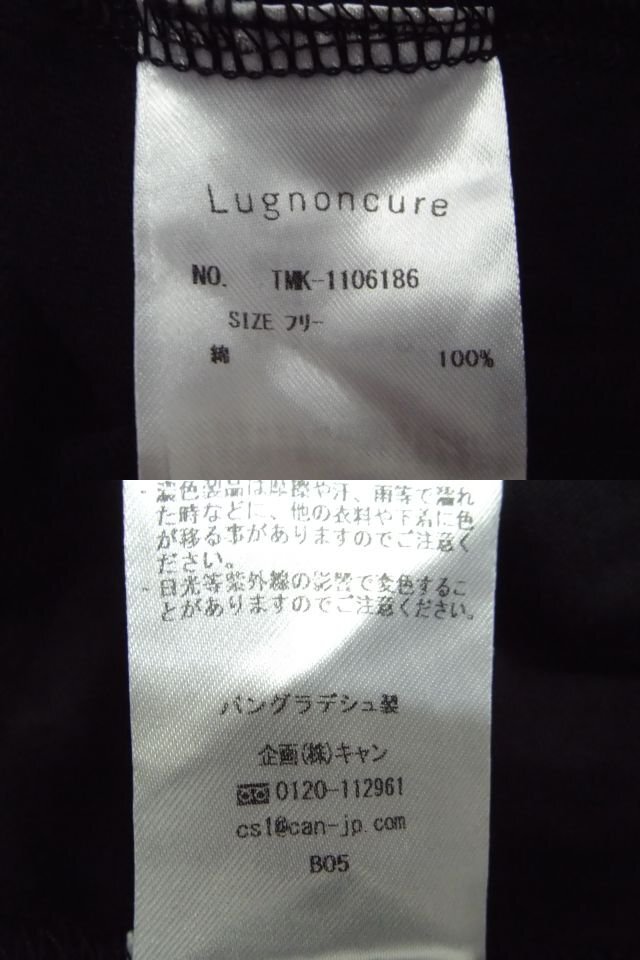 Lugnoncure
NO. TMK-1106186
SIZE フリー
綿 100%
・濃色製品は摩擦や汗、雨等で濡れ
た時などに、他の衣料や下着に色
が移る事がありますのでご注意く
ださい。
・日光等紫外線の影響で変色するこ
とがありますのでご注意ください。
バングラデシュ製
企画(株)キャン
0120-112961
cs1@can-jp.com
B05